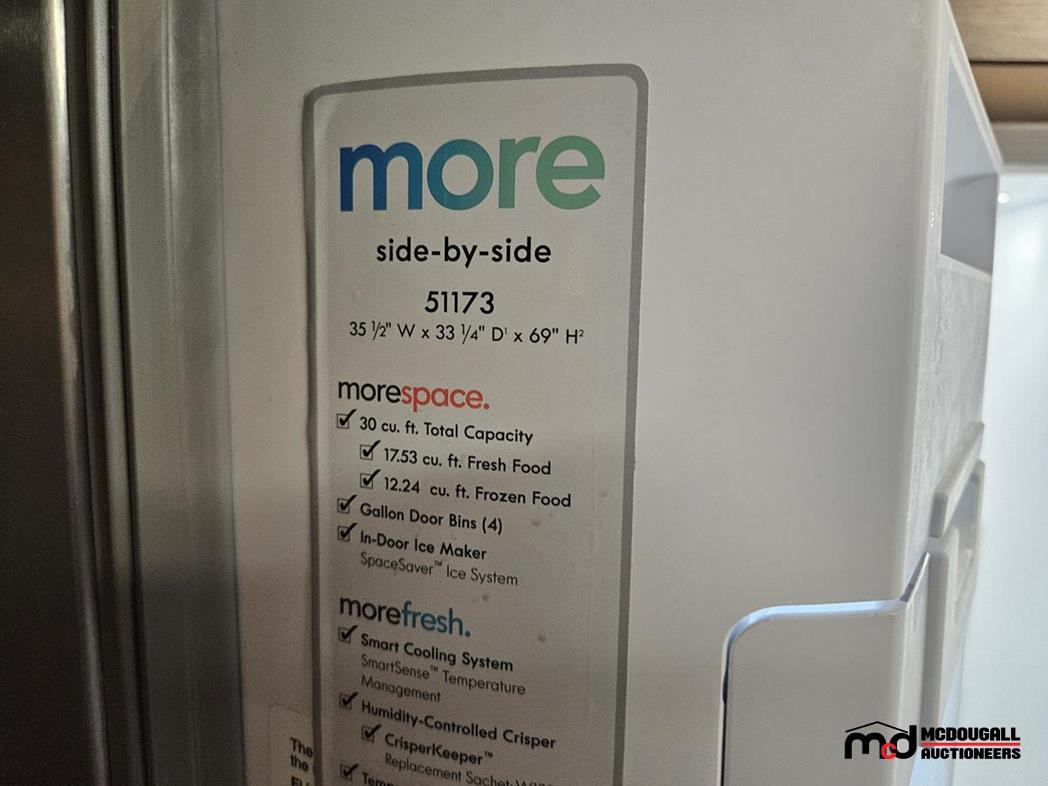 more
side-by-side
51173
35 ½" W x 33 ¼" D¹ x 69" H²
morespace.
30 cu. ft. Total Capacity
17.53 cu. ft. Fresh Food
12.24 cu. ft. Frozen Food
Gallon Door Bins (4)
In-Door Ice Maker
SpaceSaver™ Ice System
morefresh.
Smart Cooling System
SmartSense™ Temperature
Management
Humidity-Controlled Crisper
CrisperKeeper™
Replacement Sachet:
The
the
mcd MCDOUGALL
AUCTIONEERS